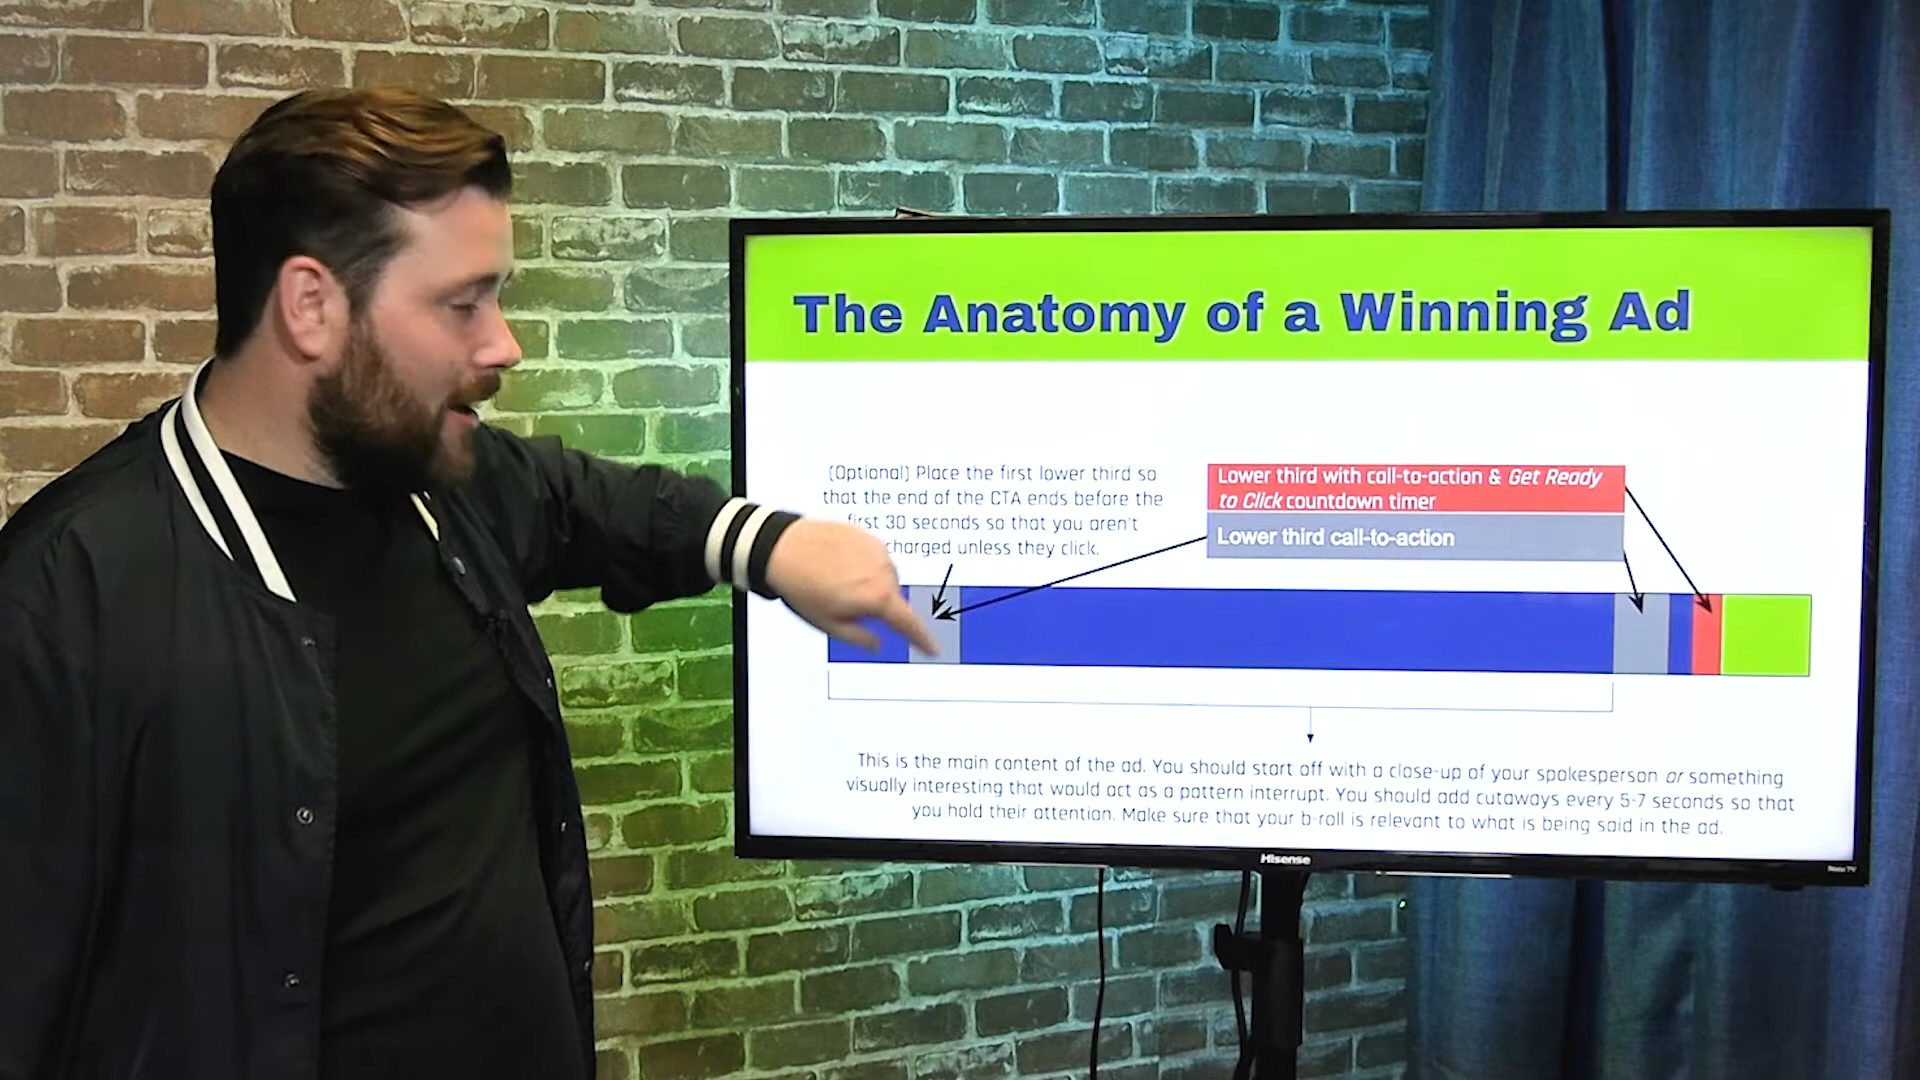 The Anatomy of a Winning Ad
(Optional) Place the first lower third so
that the end of the CTA ends before the
first 30 seconds so that you aren't
charged unless they click.
Lower third with call-to-action & Get Ready
to Click countdown timer
Lower third call-to-action
This is the main content of the ad. You should start off with a close-up of your spokesperson or something
visually interesting that would act as a pattern interrupt. You should add cutaways every 5-7 seconds so that
you hold their attention. Make sure that your b-roll is relevant to what is being said in the ad.
Hisense
Roku TV